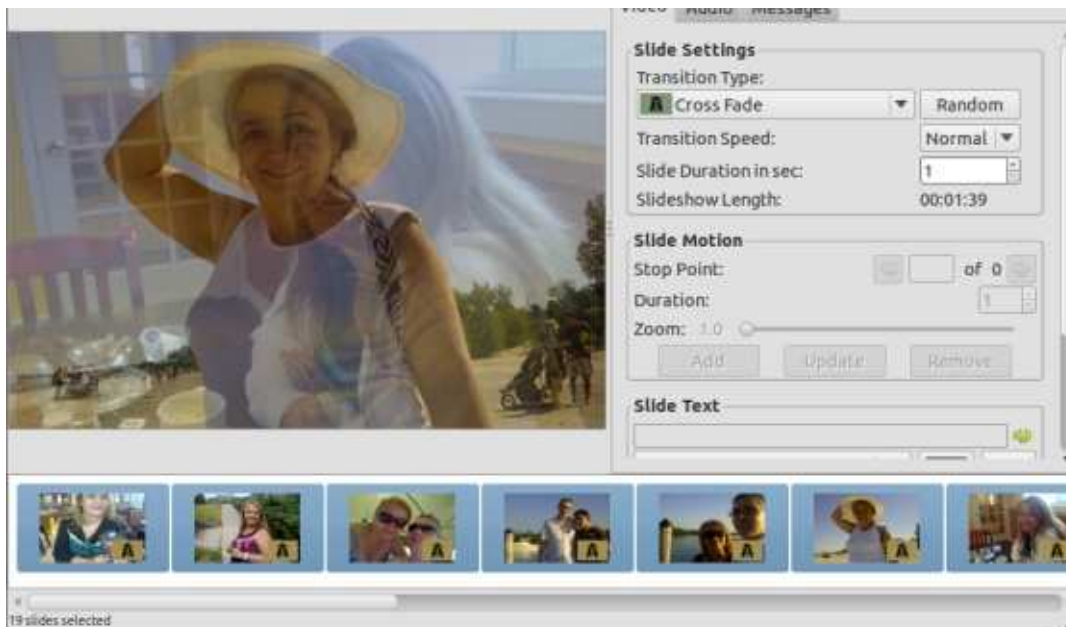 Video Audio Messages
Slide Settings
Transition Type:
A Cross Fade Random
Transition Speed: Normal
Slide Duration in sec: 1
Slideshow Length: 00:01:39
Slide Motion
Stop Point: of 0
Duration: 1
Zoom: 1.0
Add Update Remove
Slide Text
A A A A A A A
19 slides selected